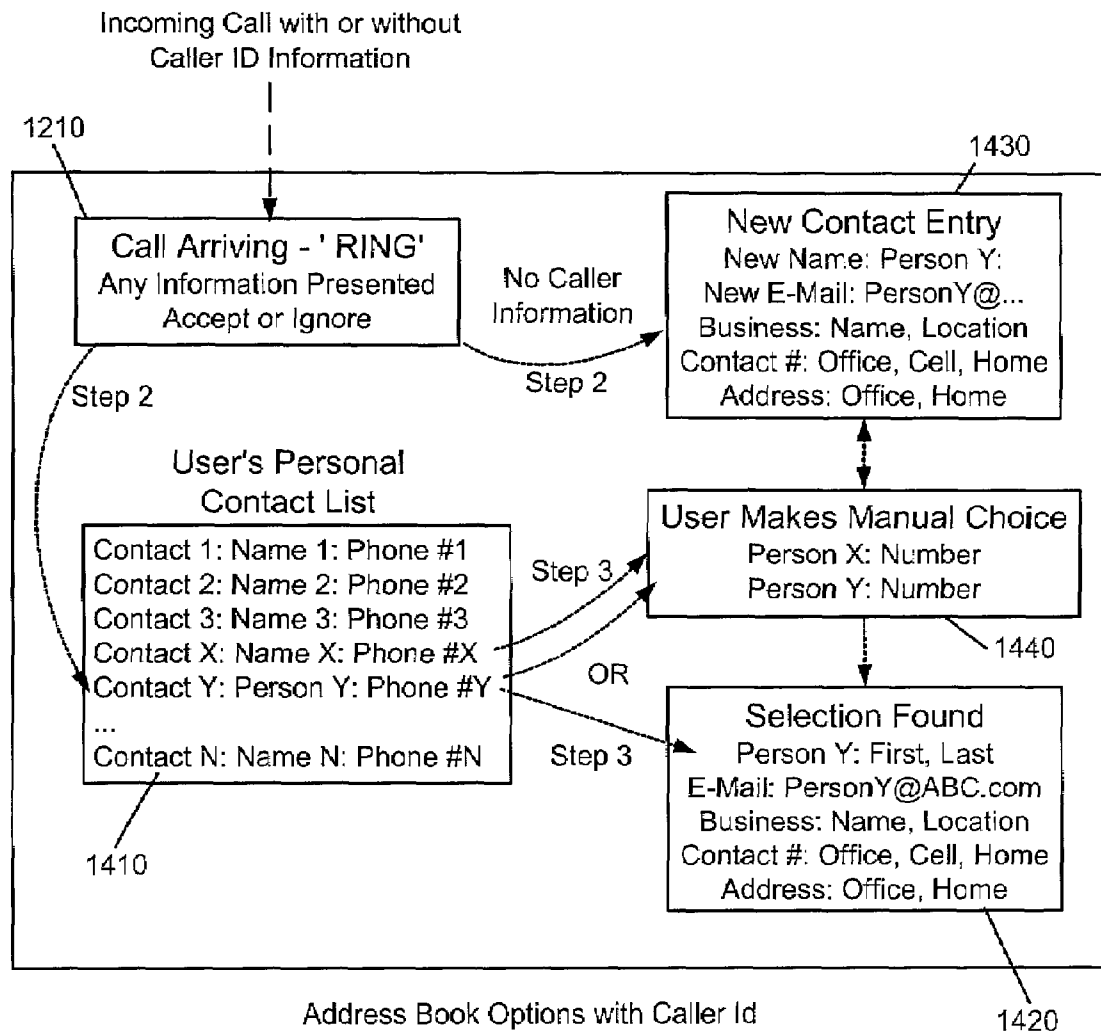 Incoming Call with or without
Caller ID Information
1210
1430
Call Arriving - ' RING'
Any Information Presented
Accept or Ignore
No Caller
Information
Step 2
New Contact Entry
New Name: Person Y:
New E-Mail: PersonY@...
Business: Name, Location
Contact #: Office, Cell, Home
Address: Office, Home
Step 2
User's Personal
Contact List
Contact 1: Name 1: Phone #1
Contact 2: Name 2: Phone #2
Contact 3: Name 3: Phone #3
Contact X: Name X: Phone #X
Contact Y: Person Y: Phone #Y
...
Contact N: Name N: Phone #N
1410
Step 3
OR
Step 3
User Makes Manual Choice
Person X: Number
Person Y: Number
1440
Selection Found
Person Y: First, Last
E-Mail: PersonY@ABC.com
Business: Name, Location
Contact #: Office, Cell, Home
Address: Office, Home
1420
Address Book Options with Caller Id